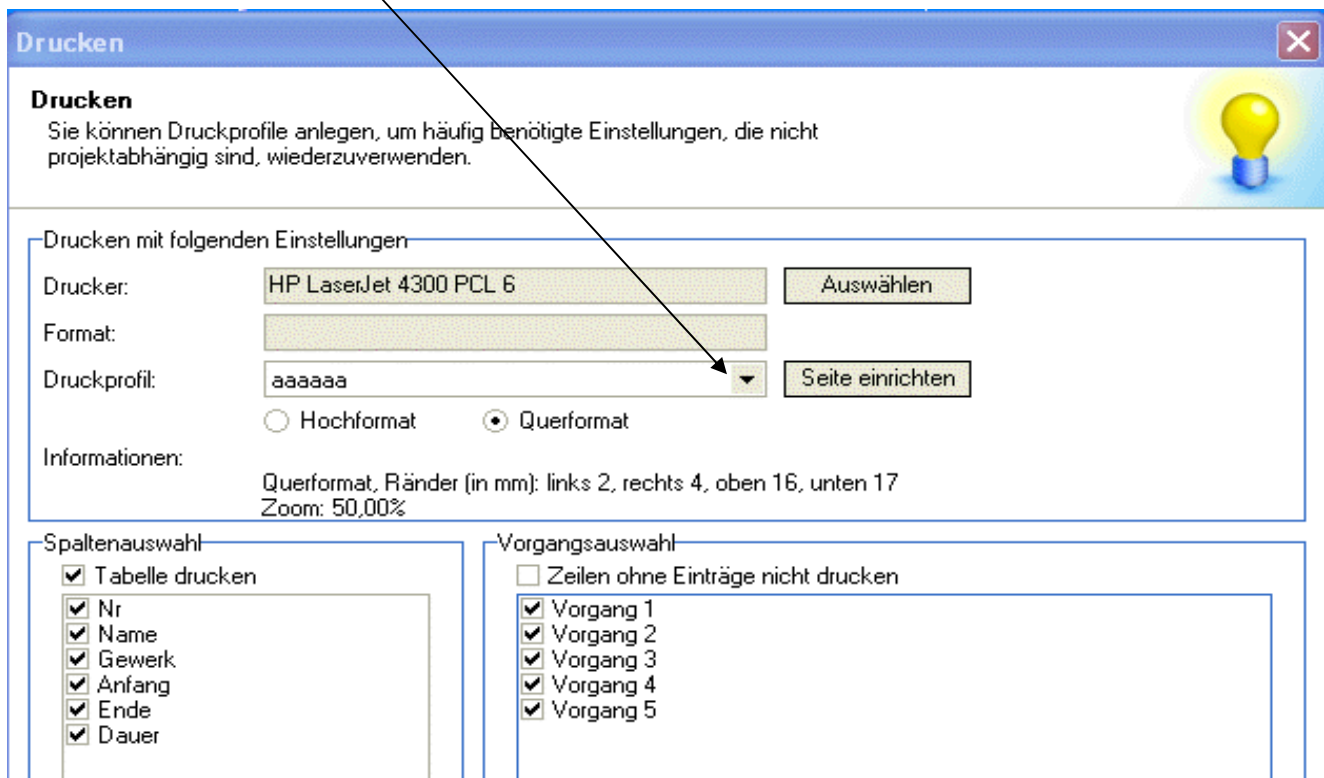 Drucken
Drucken
Sie können Druckprofile anlegen, um häufig benötigte Einstellungen, die nicht
projektabhängig sind, wiederzuverwenden.
Drucken mit folgenden Einstellungen
Drucker: HP LaserJet 4300 PCL 6 Auswählen
Format:
Druckprofil: aaaaaa Seite einrichten
Hochformat Querformat
Informationen:
Querformat, Ränder (in mm): links 2, rechts 4, oben 16, unten 17
Zoom: 50,00%
Spaltenauswahl
Tabelle drucken
Nr
Name
Gewerk
Anfang
Ende
Dauer
Vorgangsauswahl
Zeilen ohne Einträge nicht drucken
Vorgang 1
Vorgang 2
Vorgang 3
Vorgang 4
Vorgang 5